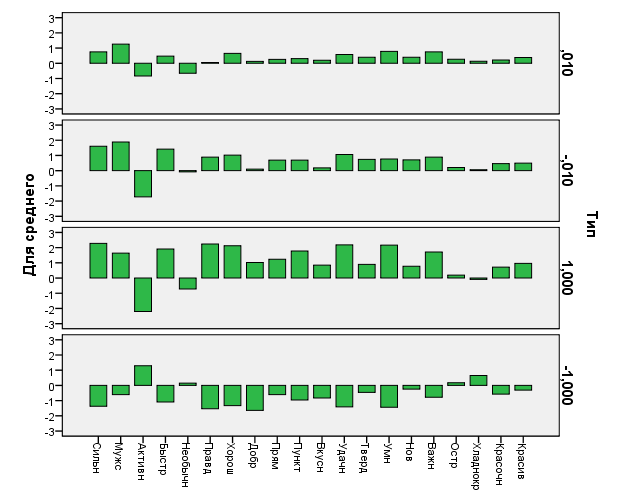 3
2
1
0
-1
-2
-3
,010
3
2
1
0
-1
-2
-3
-,010
3
2
1
0
-1
-2
-3
1,000
3
2
1
0
-1
-2
-3
-1,000
Для среднего
Тип
Сильн
Мужс
Активн
Быстр
Необычн
Правд
Хорош
Добр
Прям
Пункт
Вкусн
Удачн
Тверд
Умн
Нов
Важн
Остр
Хладнокр
Красочн
Красив